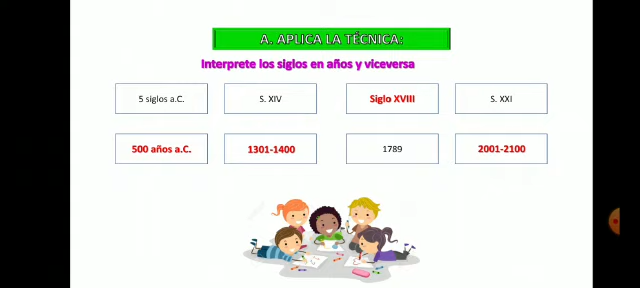 A. APLICA LA TÉCNICA:
Interprete los siglos en años y viceversa
5 siglos a.C.
S. XIV
Siglo XVIII
S. XXI
500 años a.C.
1301-1400
1789
2001-2100